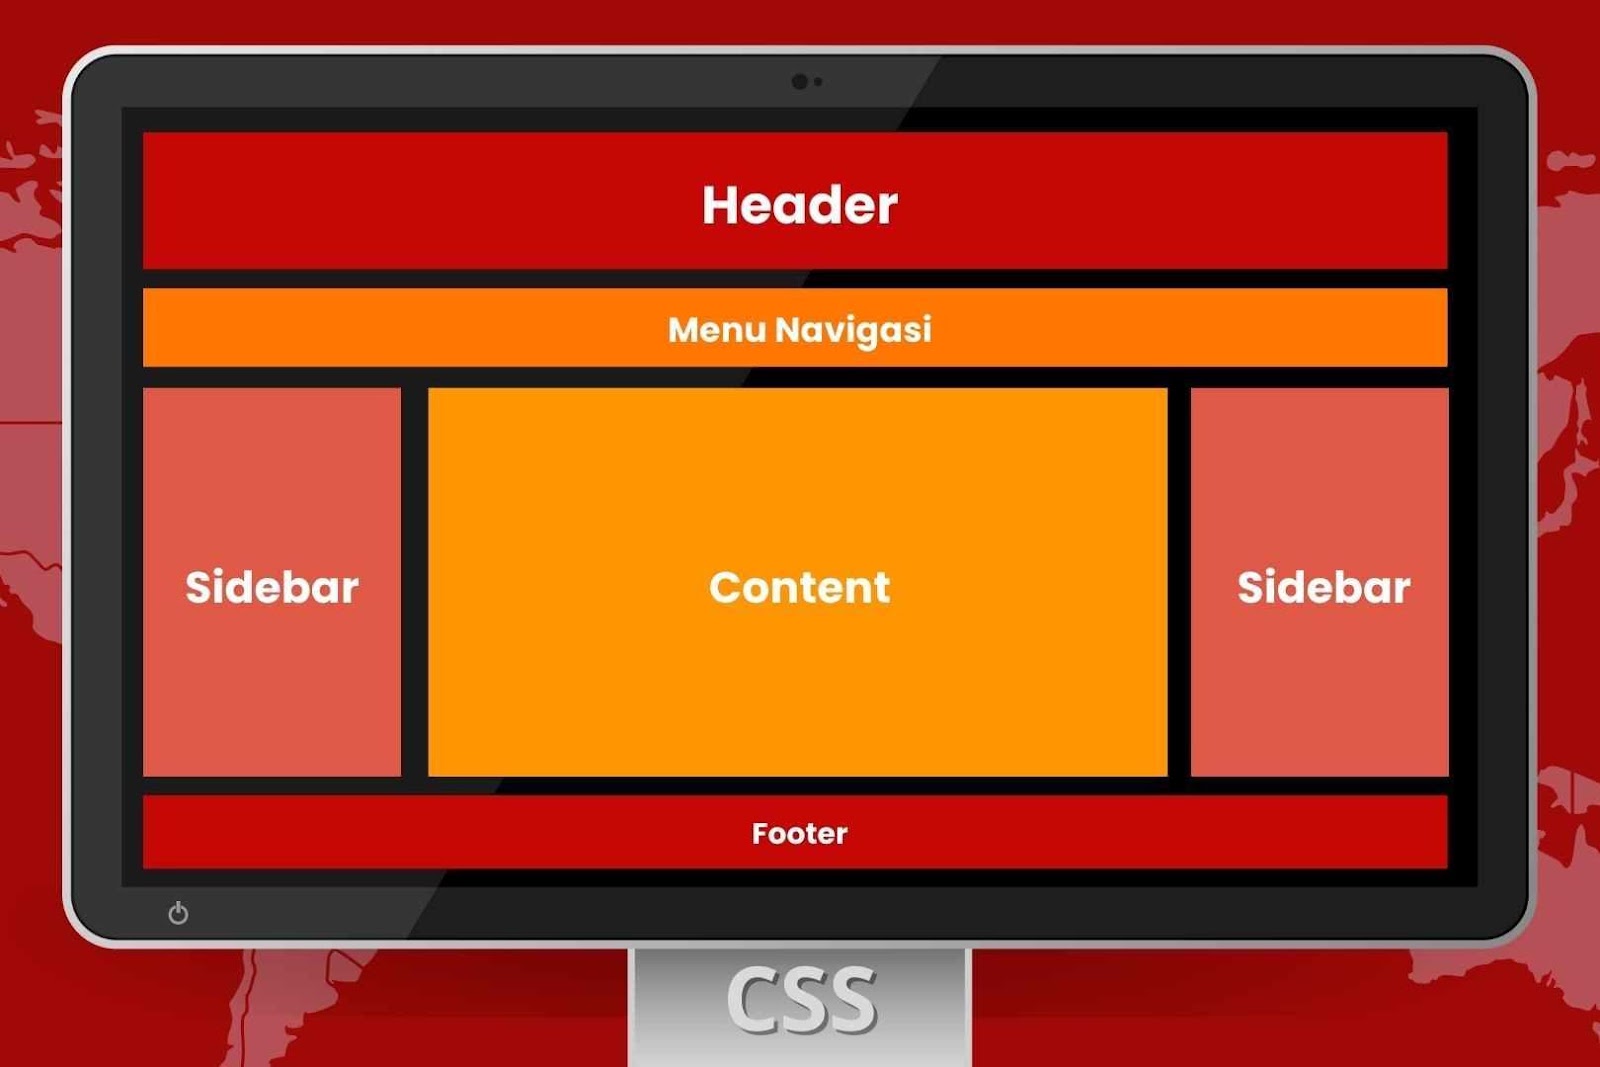 Header
Menu Navigasi
Sidebar
Content
Sidebar
Footer
CSS